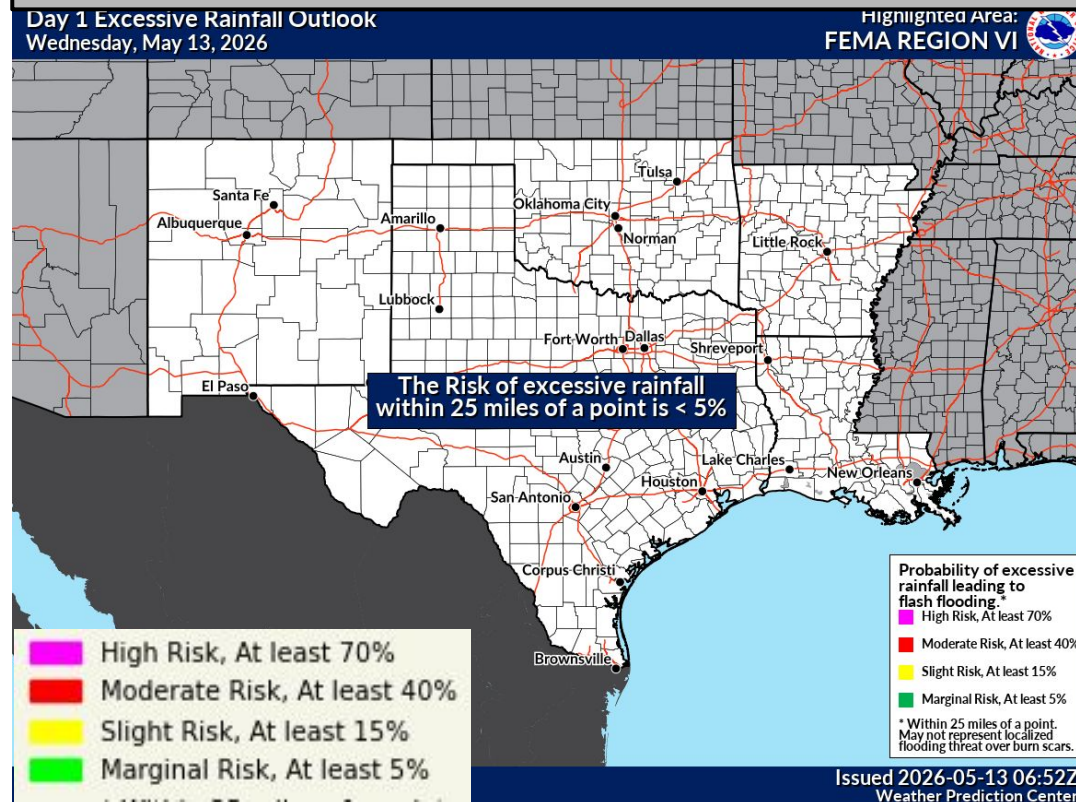 Day 1 Excessive Rainfall Outlook
Wednesday, May 13, 2026
Highlighted Area:
FEMA REGION VI
Tulsa
Santa Fe
Oklahoma City
Albuquerque
Amarillo
Norman
Little Rock
Lubbock
Fort Worth
Dallas
Shreveport
El Paso
The Risk of excessive rainfall
within 25 miles of a point is < 5%
Austin
Lake Charles
New Orleans
Houston
San Antonio
Corpus Christi
Brownsville
Probability of excessive
rainfall leading to
flash flooding.*
High Risk, At least 70%
Moderate Risk, At least 40%
Slight Risk, At least 15%
Marginal Risk, At least 5%
* Within 25 miles of a point.
May not represent localized
flooding threat over burn scars.
High Risk, At least 70%
Moderate Risk, At least 40%
Slight Risk, At least 15%
Marginal Risk, At least 5%
Issued 2026-05-13 06:52Z
Weather Prediction Center